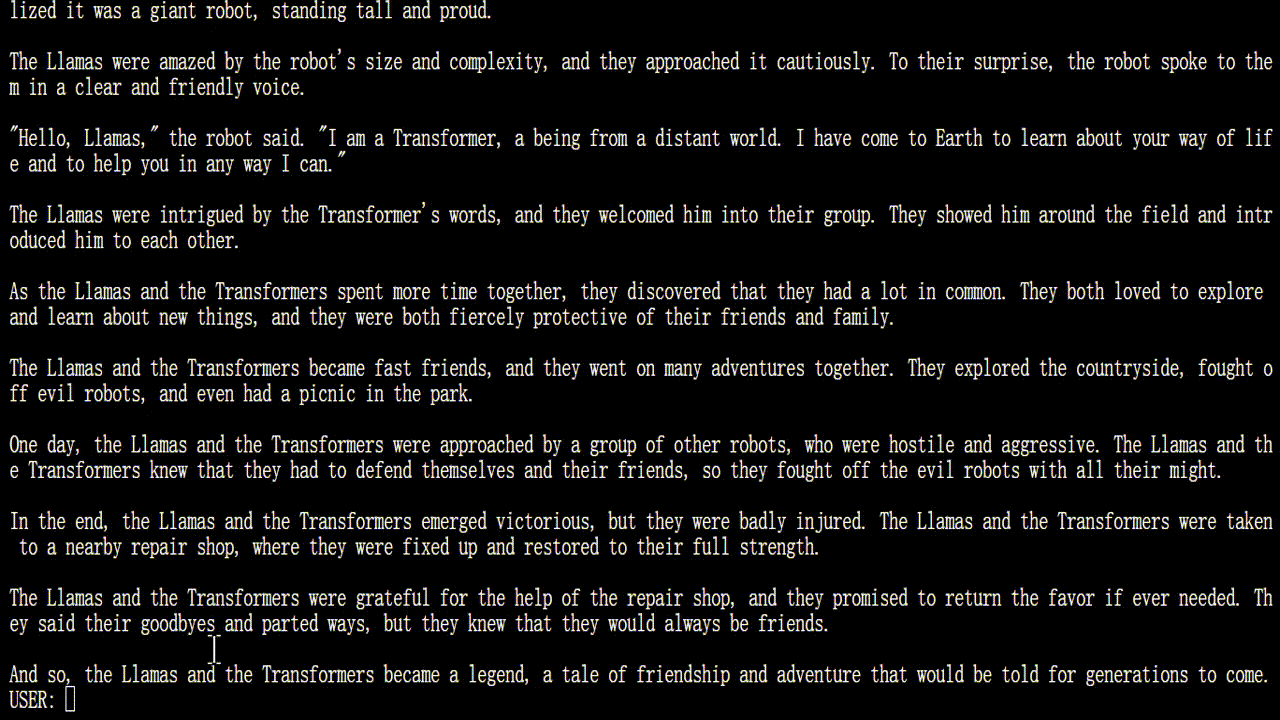 lized it was a giant robot, standing tall and proud.
The Llamas were amazed by the robot's size and complexity, and they approached it cautiously. To their surprise, the robot spoke to the
m in a clear and friendly voice.
"Hello, Llamas," the robot said. "I am a Transformer, a being from a distant world. I have come to Earth to learn about your way of lif
e and to help you in any way I can."
The Llamas were intrigued by the Transformer's words, and they welcomed him into their group. They showed him around the field and intr
oduced him to each other.
As the Llamas and the Transformers spent more time together, they discovered that they had a lot in common. They both loved to explore
and learn about new things, and they were both fiercely protective of their friends and family.
The Llamas and the Transformers became fast friends, and they went on many adventures together. They explored the countryside, fought o
ff evil robots, and even had a picnic in the park.
One day, the Llamas and the Transformers were approached by a group of other robots, who were hostile and aggressive. The Llamas and th
e Transformers knew that they had to defend themselves and their friends, so they fought off the evil robots with all their might.
In the end, the Llamas and the Transformers emerged victorious, but they were badly injured. The Llamas and the Transformers were taken
to a nearby repair shop, where they were fixed up and restored to their full strength.
The Llamas and the Transformers were grateful for the help of the repair shop, and they promised to return the favor if ever needed. Th
ey said their goodbyes and parted ways, but they knew that they would always be friends.
And so, the Llamas and the Transformers became a legend, a tale of friendship and adventure that would be told for generations to come.
USER: